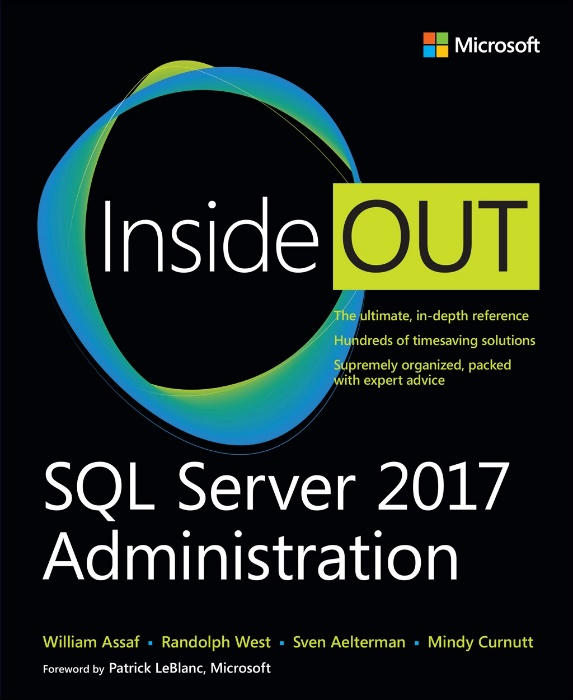 Microsoft
Inside OUT
The ultimate, in-depth reference
Hundreds of timesaving solutions
Supremely organized, packed
with expert advice
SQL Server 2017
Administration
William Assaf ▪ Randolph West ▪ Sven Aelterman ▪ Mindy Curnutt
Foreword by Patrick LeBlanc, Microsoft